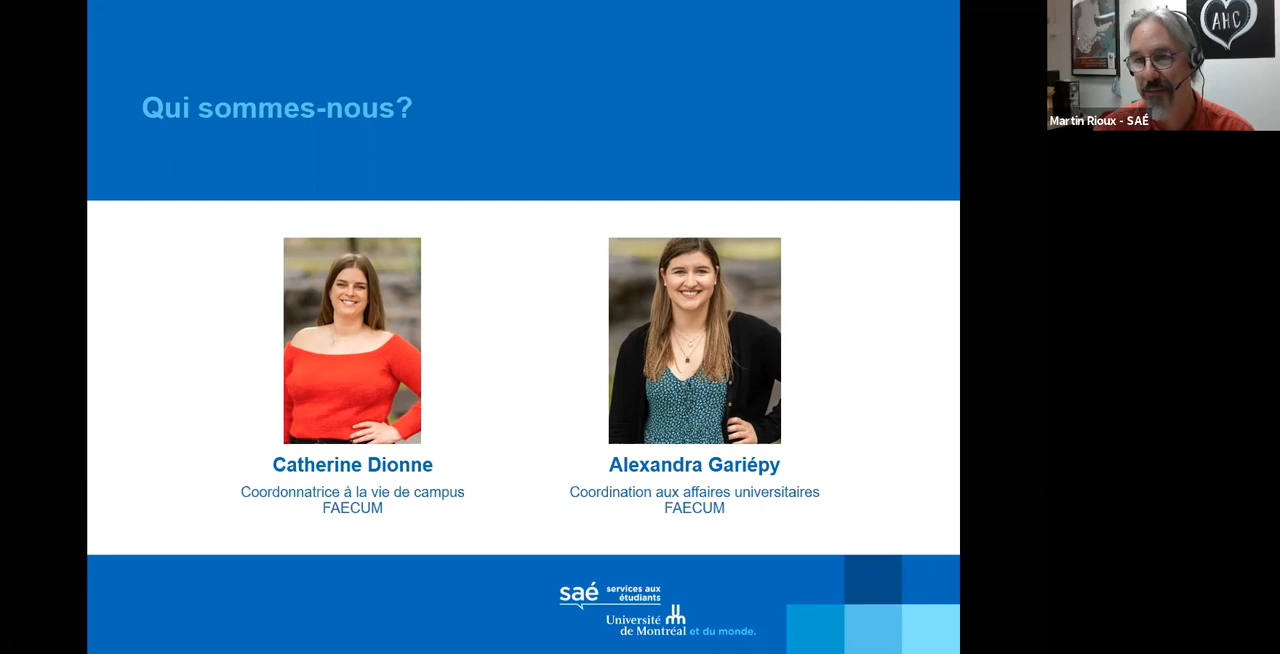 Qui sommes-nous?
AHC
Martin Rioux - SAÉ
Catherine Dionne
Coordonnatrice à la vie de campus
FAECUM
Alexandra Gariépy
Coordination aux affaires universitaires
FAECUM
saé services aux
étudiants
Université
de Montréal et du monde.